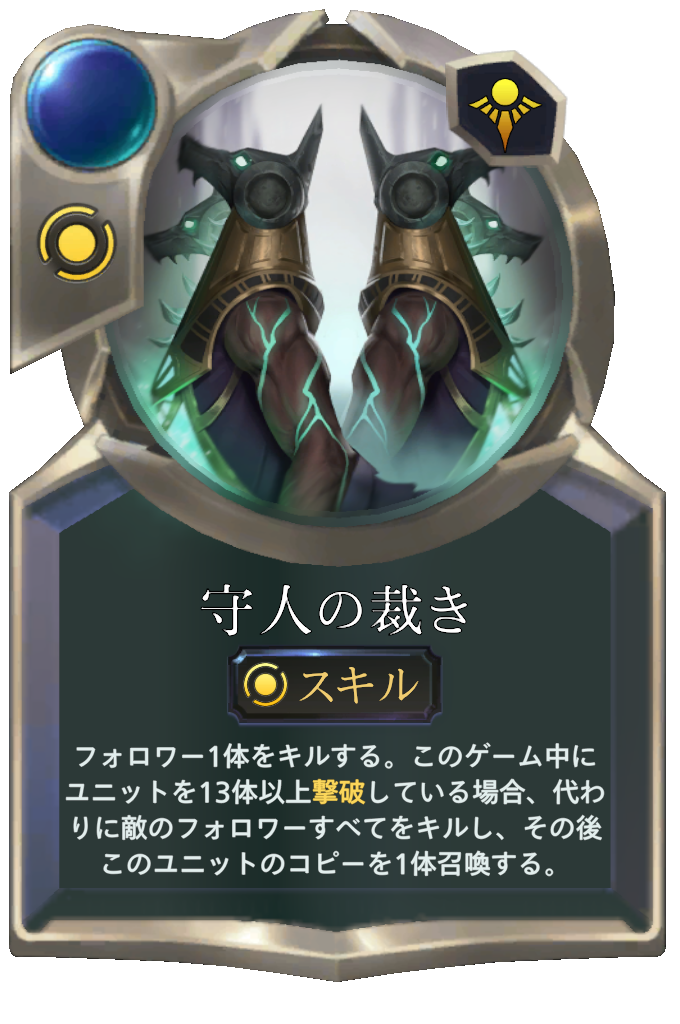 守人の裁き
スキル
フォロワー1体をキルする。このゲーム中に
ユニットを13体以上撃破している場合、代わ
りに敵のフォロワーすべてをキルし、その後
このユニットのコピーを1体召喚する。